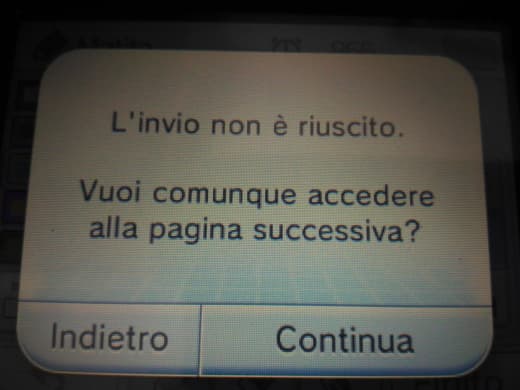 L'invio non è riuscito.
Vuoi comunque accedere
alla pagina successiva?
Indietro
Continua